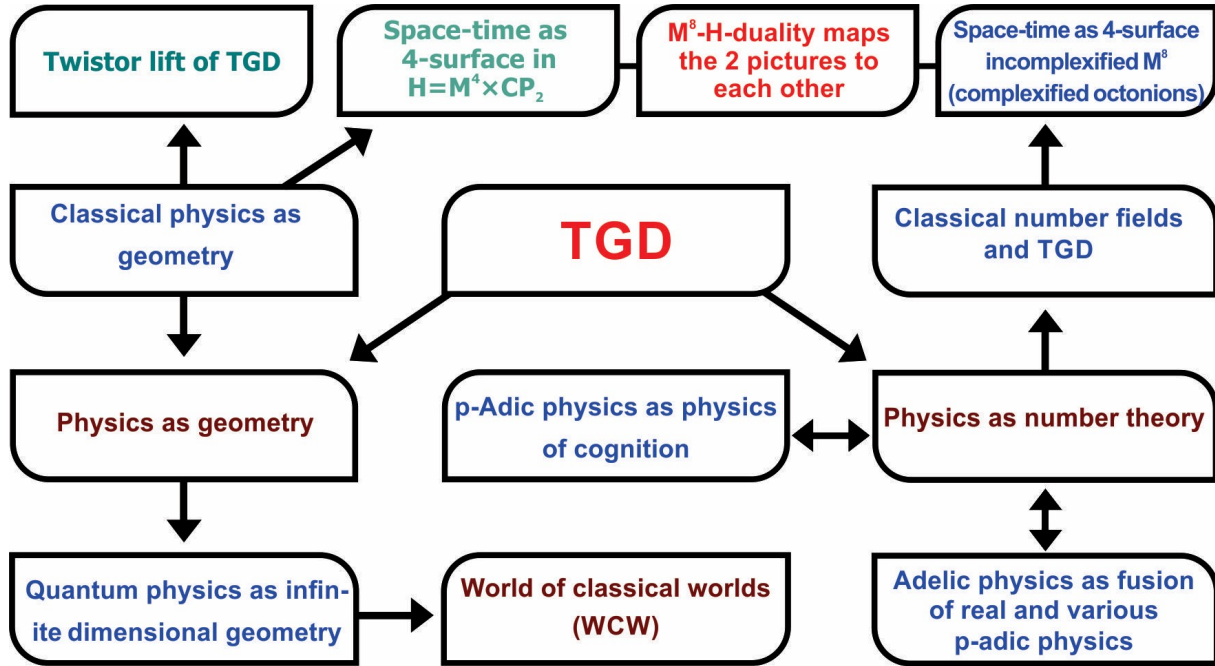 Twistor lift of TGD
Space-time as
4-surface in
H=M⁴×CP₂
M⁸-H-duality maps
the 2 pictures to
each other
Space-time as 4-surface
incomplexified M⁸
(complexified octonions)
Classical physics as
geometry
TGD
Classical number fields
and TGD
Physics as geometry
p-Adic physics as physics
of cognition
Physics as number theory
Quantum physics as infin-
ite dimensional geometry
World of classical worlds
(WCW)
Adelic physics as fusion
of real and various
p-adic physics